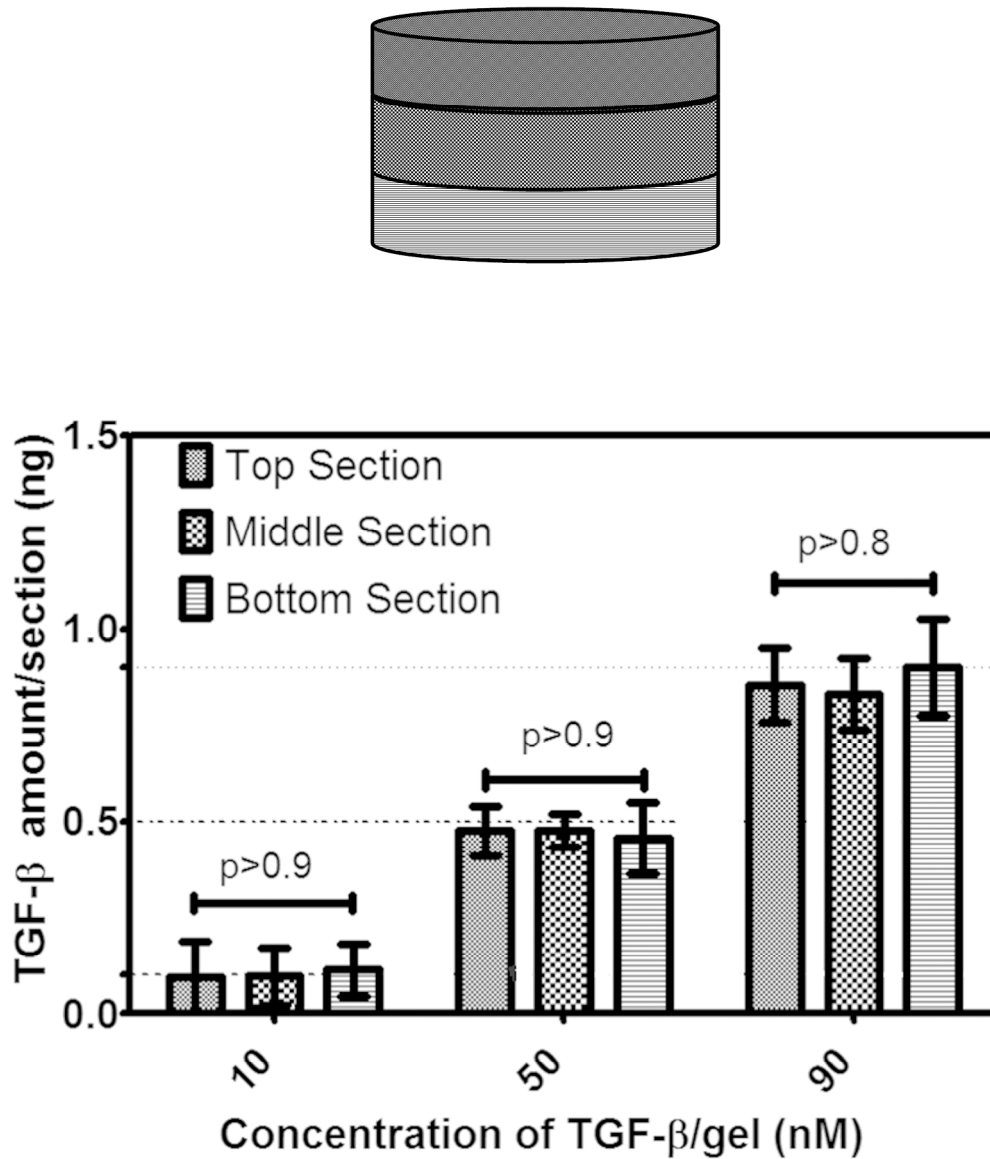 TGF-β amount/section (ng)
1.5
1.0
0.5
0.0
Top Section
Middle Section
Bottom Section
p>0.9
p>0.9
p>0.8
10
50
90
Concentration of TGF-β/gel (nM)